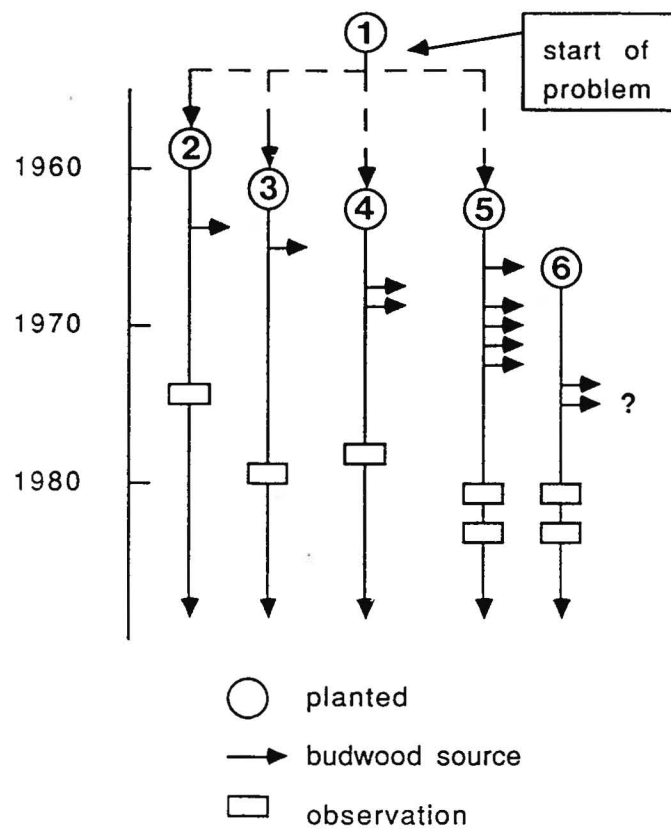 1
start of
problem
2
1960
3
4
5
6
1970
?
1980
planted
budwood source
observation